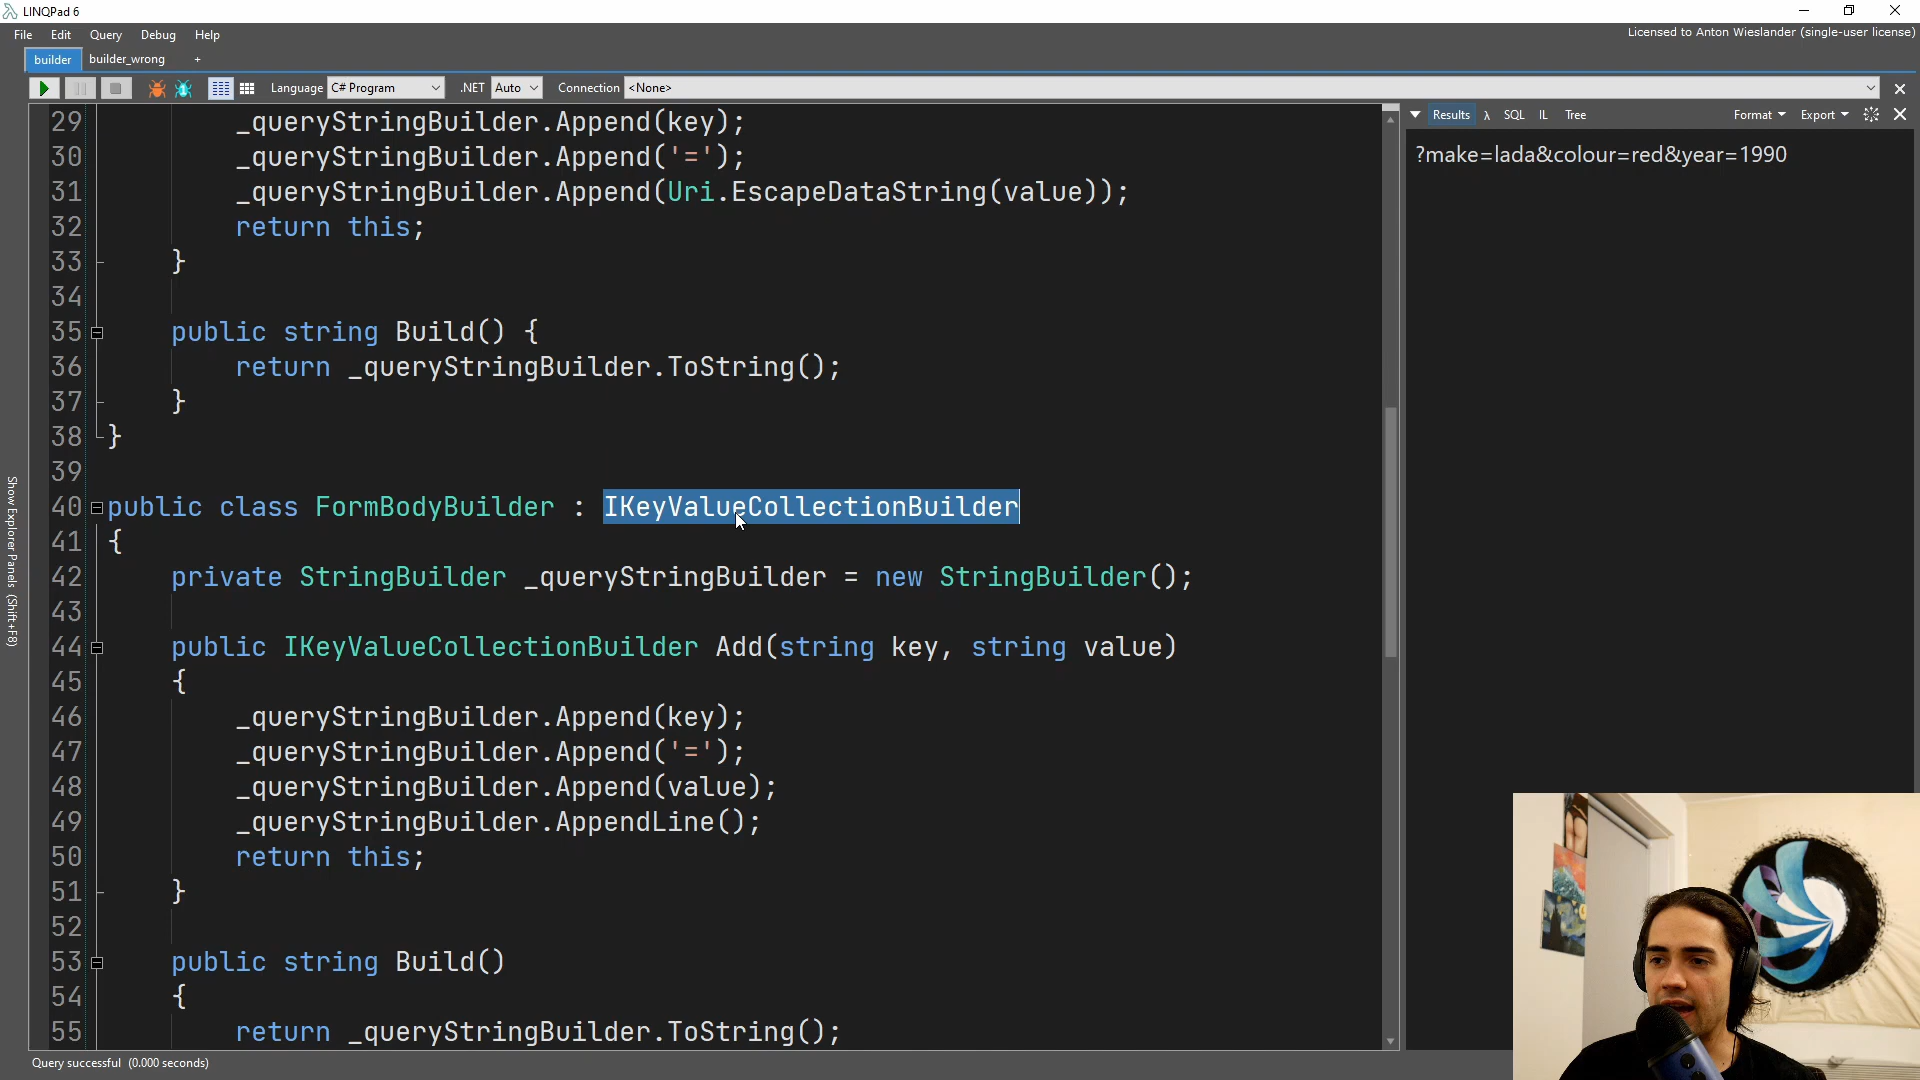 LINQPad 6
File Edit Query Debug Help
Licensed to Anton Wieslander (single-user license)
builder builder_wrong +
Language C# Program .NET Auto Connection <None>
Results λ SQL IL Tree Format Export
?make=lada&colour=red&year=1990
Show Explorer Panels (Shift+F8)
29 _queryStringBuilder.Append(key);
30 _queryStringBuilder.Append('=');
31 _queryStringBuilder.Append(Uri.EscapeDataString(value));
32 return this;
33 }
34
35 public string Build() {
36 return _queryStringBuilder.ToString();
37 }
38 }
39
40 public class FormBodyBuilder : IKeyValueCollectionBuilder
41 {
42 private StringBuilder _queryStringBuilder = new StringBuilder();
43
44 public IKeyValueCollectionBuilder Add(string key, string value)
45 {
46 _queryStringBuilder.Append(key);
47 _queryStringBuilder.Append('=');
48 _queryStringBuilder.Append(value);
49 _queryStringBuilder.AppendLine();
50 return this;
51 }
52
53 public string Build()
54 {
55 return _queryStringBuilder.ToString();
Query successful (0.000 seconds)